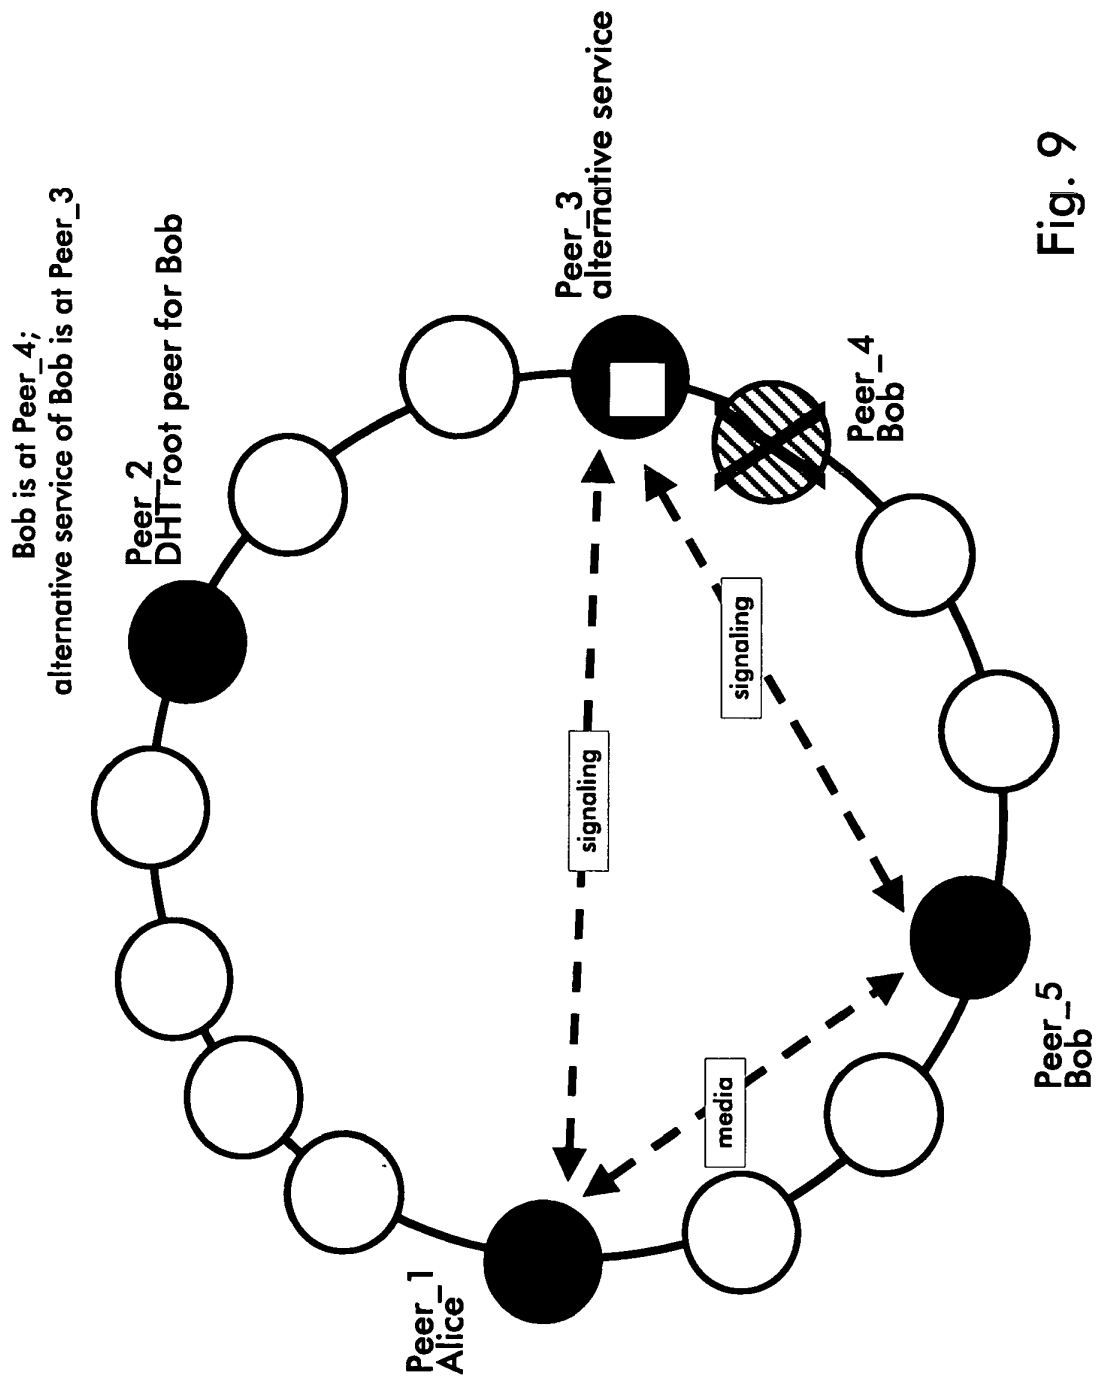 Bob is at Peer_4;
alternative service of Bob is at Peer_3
Peer_2
DHT root peer for Bob
Peer_3
alternative service
Peer_4
Bob
signaling
signaling
media
Peer_1
Alice
Peer_5
Bob
Fig. 9